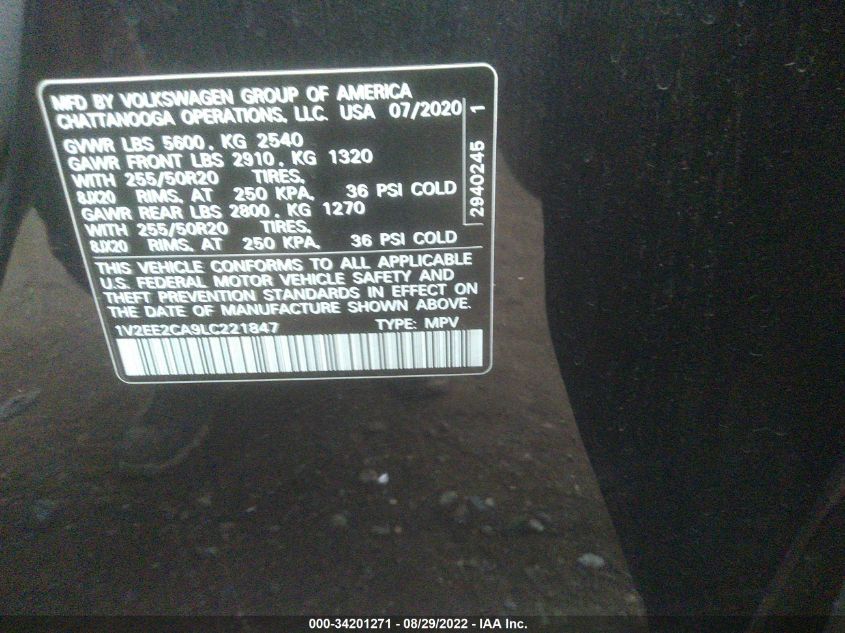 MFD BY VOLKSWAGEN GROUP OF AMERICA
CHATTANOOGA OPERATIONS, LLC. USA 07/2020
GVWR LBS 5600, KG 2540
GAWR FRONT LBS 2910, KG 1320
WITH 255/50R20 TIRES,
8JX20 RIMS, AT 250 KPA, 36 PSI COLD
GAWR REAR LBS 2800, KG 1270
WITH 255/50R20 TIRES,
8JX20 RIMS, AT 250 KPA, 36 PSI COLD
2940245 1
THIS VEHICLE CONFORMS TO ALL APPLICABLE
U.S. FEDERAL MOTOR VEHICLE SAFETY AND
THEFT PREVENTION STANDARDS IN EFFECT ON
THE DATE OF MANUFACTURE SHOWN ABOVE.
1V2EE2CA9LC221847 TYPE: MPV
000-34201271 - 08/29/2022 - IAA Inc.